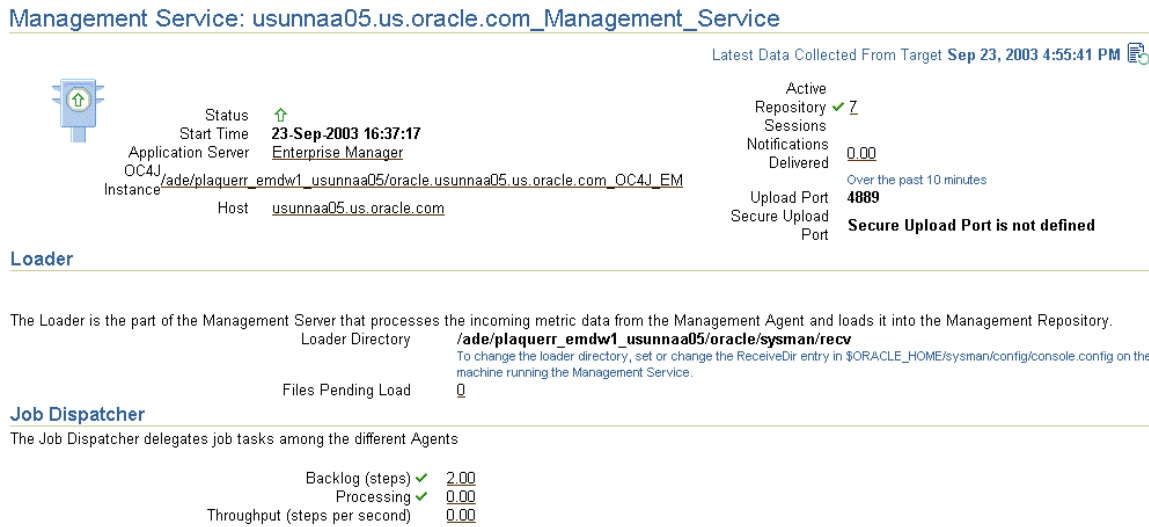 Management Service: usunnaa05.us.oracle.com_Management_Service
Latest Data Collected From Target Sep 23, 2003 4:55:41 PM
Status
Start Time 23-Sep-2003 16:37:17
Application Server Enterprise Manager
OC4J
Instance /ade/plaquerr_emdw1_usunnaa05/oracle.usunnaa05.us.oracle.com_OC4J_EM
Host usunnaa05.us.oracle.com
Active
Repository 7
Sessions
Notifications
Delivered 0.00
Over the past 10 minutes
Upload Port 4889
Secure Upload
Port Secure Upload Port is not defined
Loader
The Loader is the part of the Management Server that processes the incoming metric data from the Management Agent and loads it into the Management Repository.
Loader Directory /ade/plaquerr_emdw1_usunnaa05/oracle/sysman/recv
To change the loader directory, set or change the ReceiveDir entry in $ORACLE_HOME/sysman/config/console.config on the
machine running the Management Service.
Files Pending Load 0
Job Dispatcher
The Job Dispatcher delegates job tasks among the different Agents
Backlog (steps) 2.00
Processing 0.00
Throughput (steps per second) 0.00